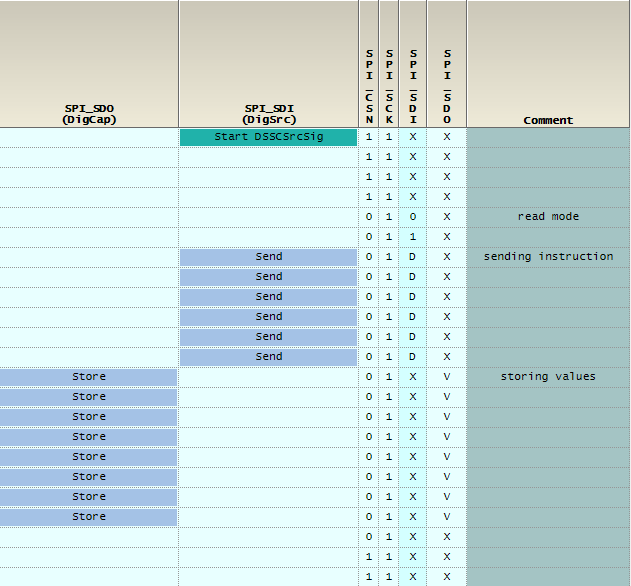 SPI_SDO (DigCap) SPI_SDI (DigSrc) SPI_CSN SPI_SCK SPI_SDI SPI_SDO Comment
Start DSSCSrcSig 1 1 X X
1 1 X X
1 1 X X
1 1 X X
0 1 0 X read mode
0 1 1 X
Send 0 1 D X sending instruction
Send 0 1 D X
Send 0 1 D X
Send 0 1 D X
Send 0 1 D X
Send 0 1 D X
Store 0 1 X V storing values
Store 0 1 X V
Store 0 1 X V
Store 0 1 X V
Store 0 1 X V
Store 0 1 X V
Store 0 1 X V
Store 0 1 X V
0 1 X X
1 1 X X
1 1 X X